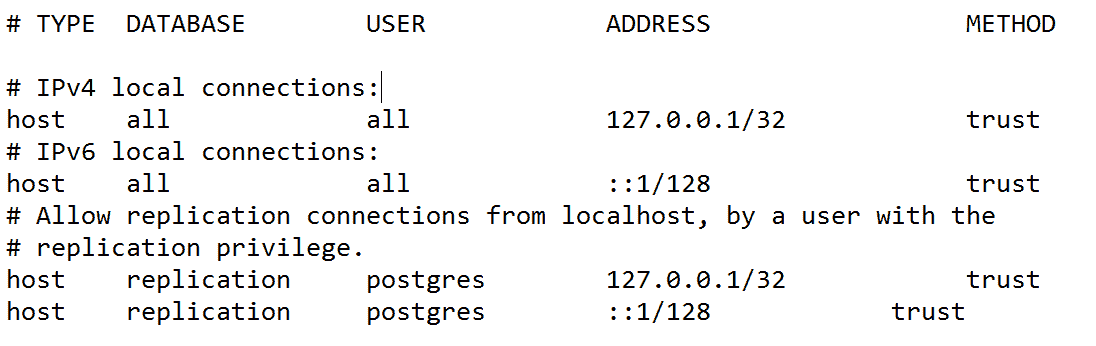 # TYPE  DATABASE        USER            ADDRESS                 METHOD
# IPv4 local connections:
host    all             all             127.0.0.1/32            trust
# IPv6 local connections:
host    all             all             ::1/128                 trust
# Allow replication connections from localhost, by a user with the
# replication privilege.
host    replication     postgres        127.0.0.1/32            trust
host    replication     postgres        ::1/128            trust